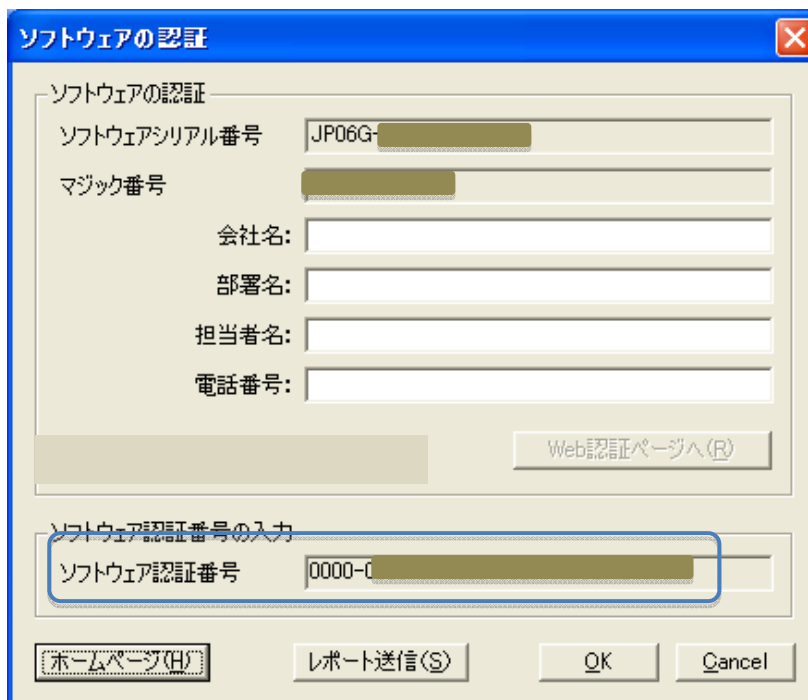 ソフトウェアの認証
ソフトウェアの認証
ソフトウェアシリアル番号 JP06G-
マジック番号
会社名:
部署名:
担当者名:
電話番号:
Web認証ページへ(R)
ソフトウェア認証番号の入力
ソフトウェア認証番号 0000-0
ホームページ(H) レポート送信(S) OK Cancel